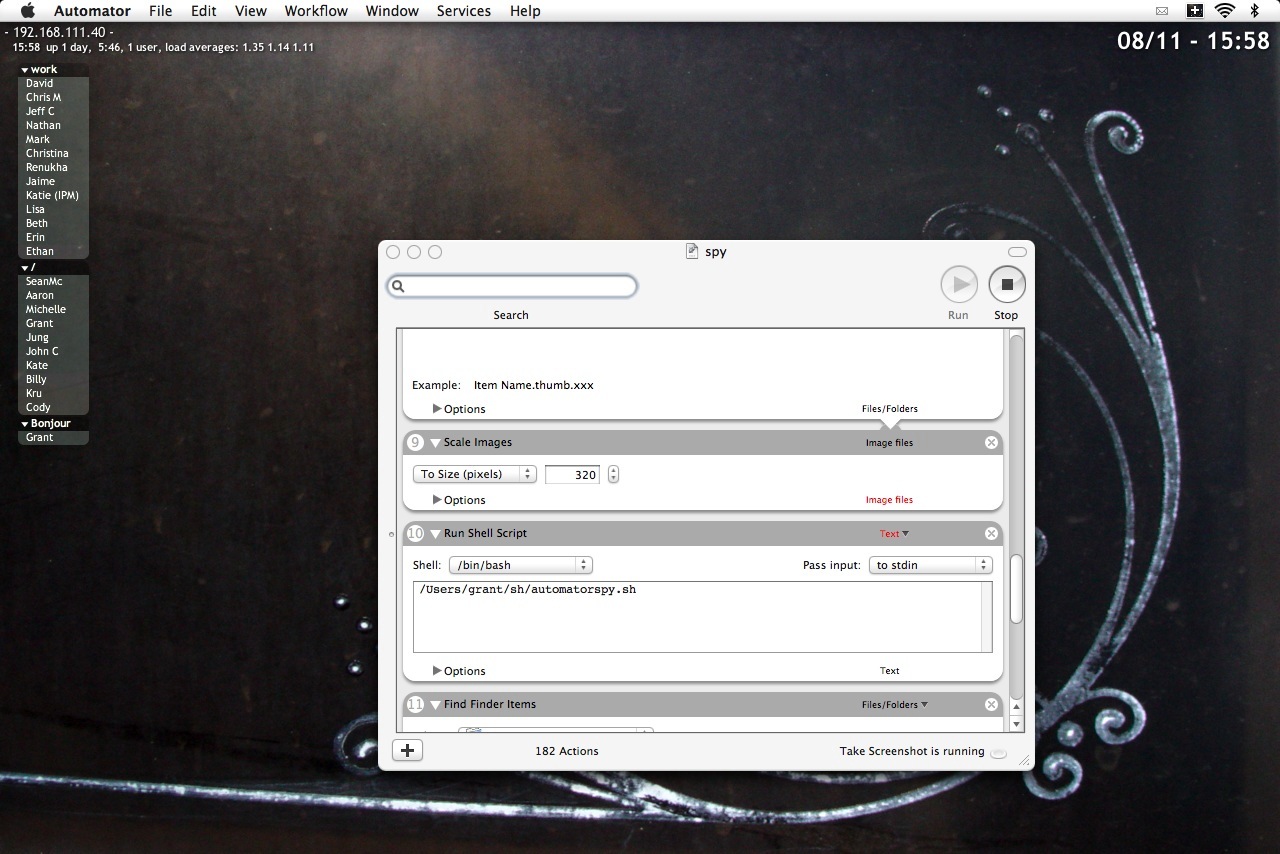 Automator File Edit View Workflow Window Services Help
- 192.168.111.40 -
15:58 up 1 day, 5:46, 1 user, load averages: 1.35 1.14 1.11
08/11 - 15:58
work
David
Chris M
Jeff C
Nathan
Mark
Christina
Renukha
Jaime
Katie (IPM)
Lisa
Beth
Erin
Ethan
/
SeanMc
Aaron
Michelle
Grant
Jung
John C
Kate
Billy
Kru
Cody
Bonjour
Grant
spy
Search
Run Stop
Example: Item Name.thumb.xxx
Options Files/Folders
9 Scale Images Image files
To Size (pixels) 320
Options Image files
10 Run Shell Script Text
Shell: /bin/bash Pass input: to stdin
/Users/grant/sh/automatorspy.sh
Options Text
11 Find Finder Items Files/Folders
182 Actions Take Screenshot is running